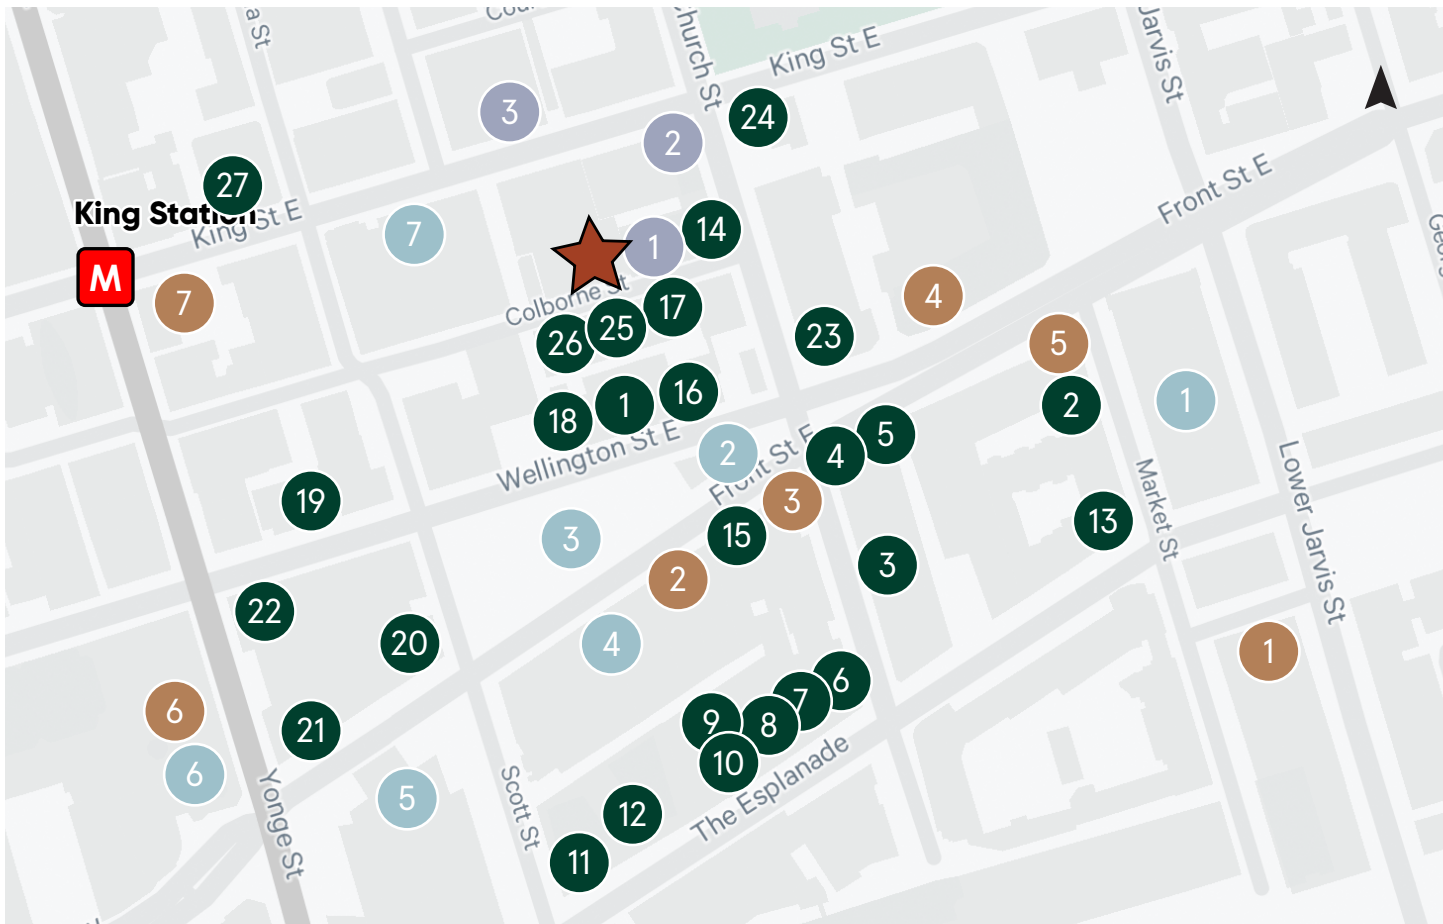 Church St
King St E
Jarvis St
3
2
24
27
King Station
King St E
7
1
14
Front St E
M
7
Colborne St
4
17
25
26
23
5
1
16
18
2
1
Wellington St E
2
Front St E
4
5
3
19
3
15
13
Market St
Lower Jarvis St
2
3
22
20
4
1
6
7
6
9
8
21
10
6
5
The Esplanade
Yonge St
Scott St
12
11